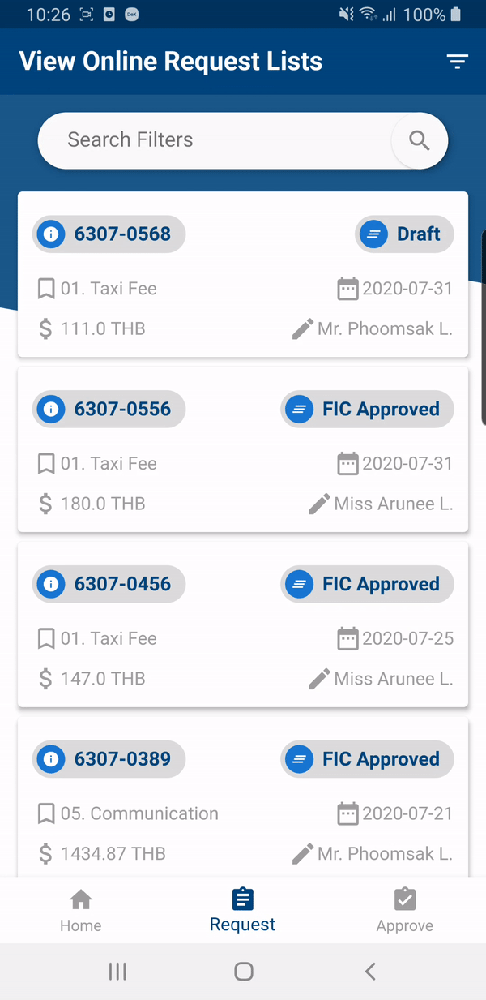 10:26 DeX 100%
View Online Request Lists
Search Filters
6307-0568 Draft
01. Taxi Fee 2020-07-31
$ 111.0 THB Mr. Phoomsak L.
6307-0556 FIC Approved
01. Taxi Fee 2020-07-31
$ 180.0 THB Miss Arunee L.
6307-0456 FIC Approved
01. Taxi Fee 2020-07-25
$ 147.0 THB Miss Arunee L.
6307-0389 FIC Approved
05. Communication 2020-07-21
$ 1434.87 THB Mr. Phoomsak L.
Home Request Approve